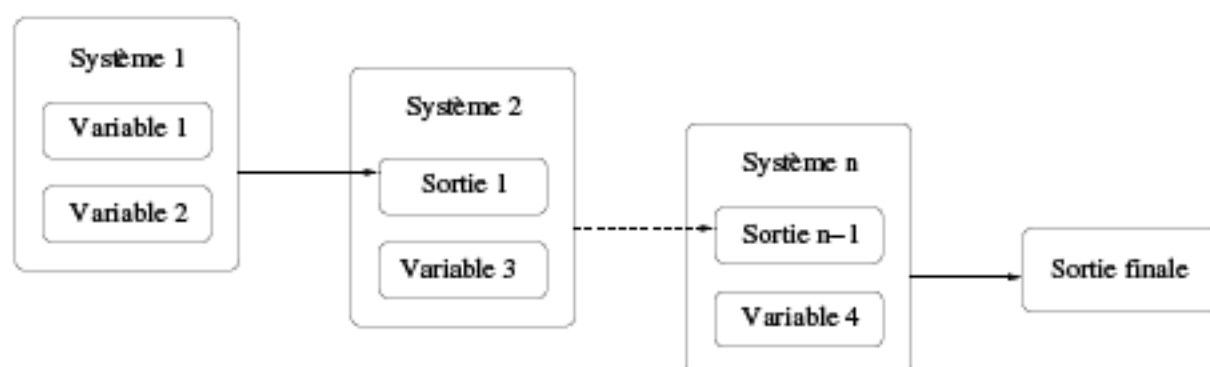 Système 1
Variable 1
Variable 2
Système 2
Sortie 1
Variable 3
Système n
Sortie n–1
Variable 4
Sortie finale